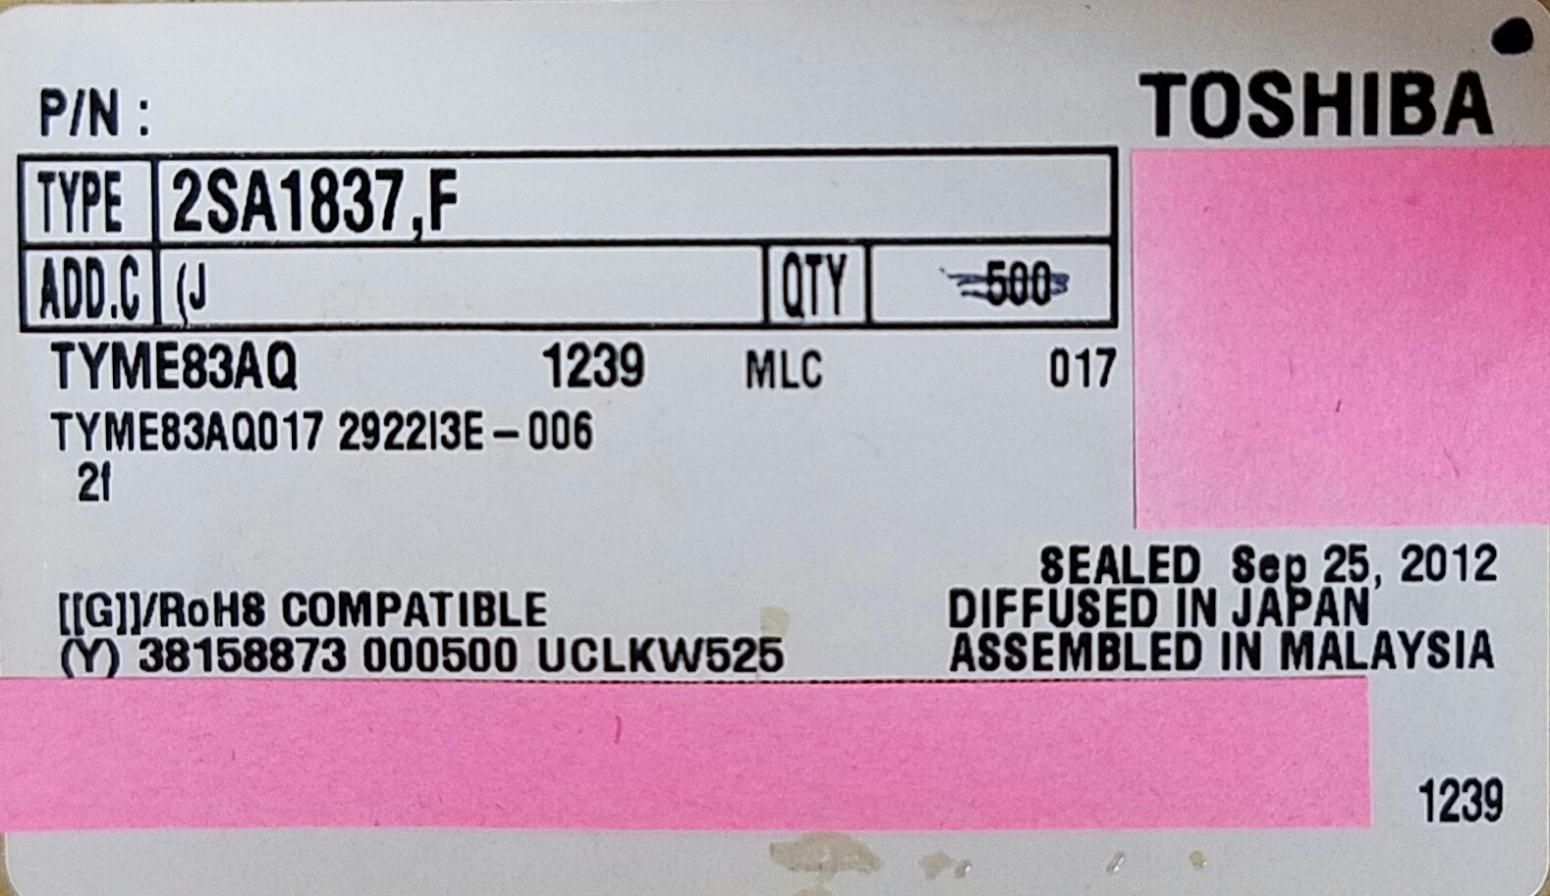 P/N :
TOSHIBA
TYPE 2SA1837,F
ADD.C (J QTY 500
TYME83AQ 1239 MLC 017
TYME83AQ017 2922I3E-006
2f
SEALED Sep 25, 2012
[[G]]/RoHS COMPATIBLE DIFFUSED IN JAPAN
(Y) 38158873 000500 UCLKW525 ASSEMBLED IN MALAYSIA
1239